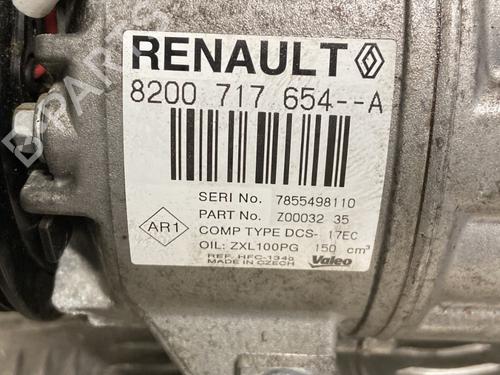 RENAULT
8200 717 654--A
SERI No. 7855498110
PART No. Z00032 35
COMP TYPE DCS- 17EC
AR1
OIL: ZXL100PG 150 cm³
REF. HFC-134a
MADE IN CZECH
Valeo
B-PARTS